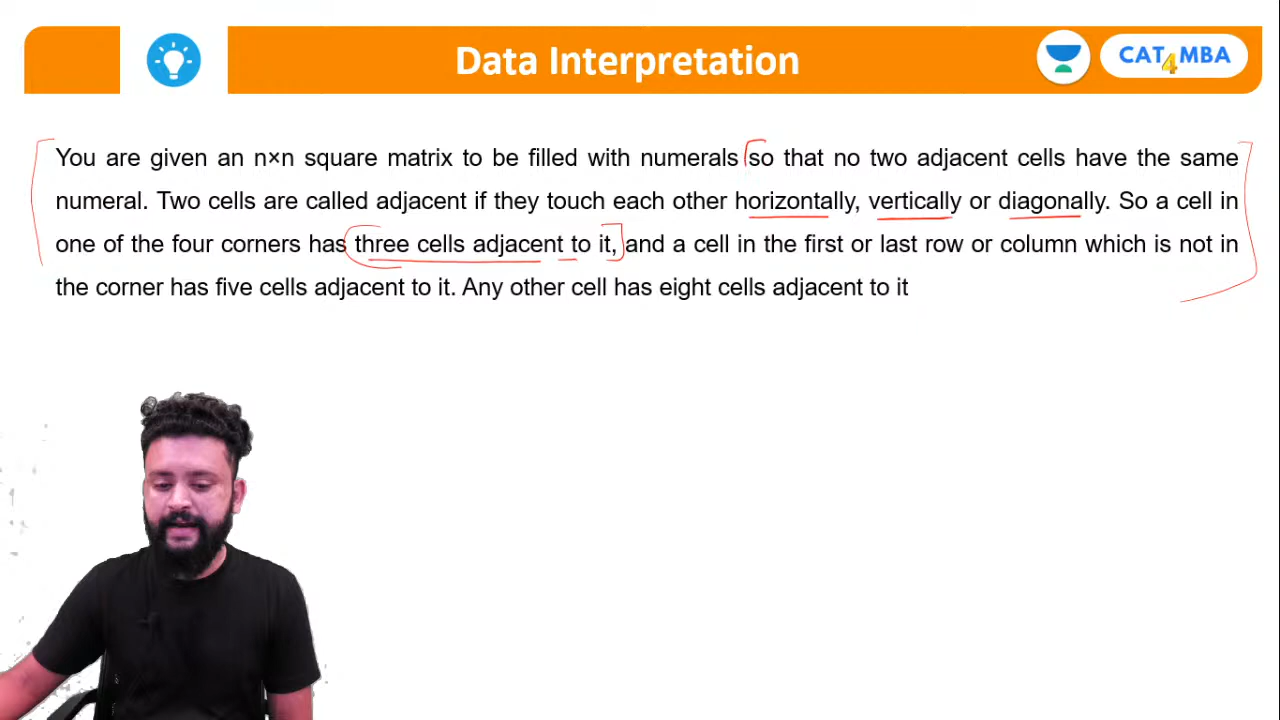 Data Interpretation
CAT4MBA
You are given an n×n square matrix to be filled with numerals so that no two adjacent cells have the same
numeral. Two cells are called adjacent if they touch each other horizontally, vertically or diagonally. So a cell in
one of the four corners has three cells adjacent to it, and a cell in the first or last row or column which is not in
the corner has five cells adjacent to it. Any other cell has eight cells adjacent to it